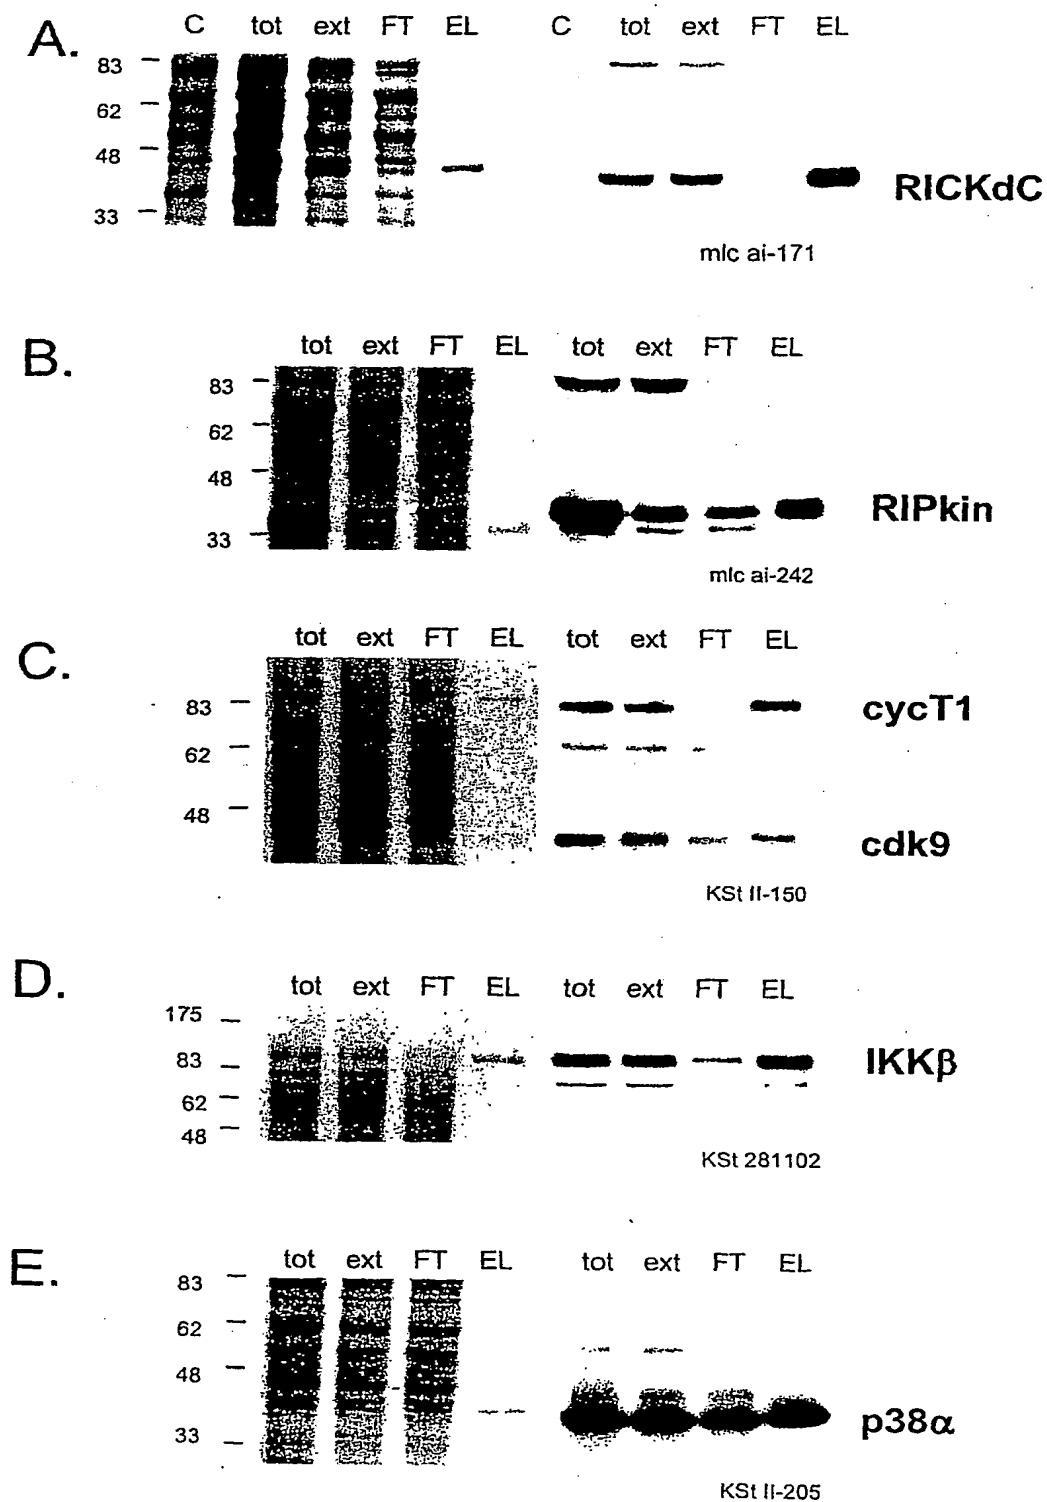 A.
C tot ext FT EL C tot ext FT EL
83
62
48
33
RICKdC
mlc ai-171
B.
tot ext FT EL tot ext FT EL
83
62
48
33
RIPkin
mlc ai-242
C.
tot ext FT EL tot ext FT EL
83
62
48
cycT1
cdk9
KSt II-150
D.
tot ext FT EL tot ext FT EL
175
83
62
48
IKKβ
KSt 281102
E.
tot ext FT EL tot ext FT EL
83
62
48
33
p38α
KSt II-205